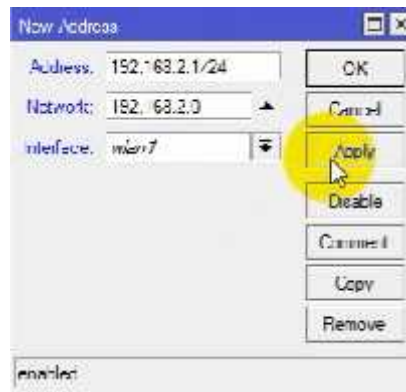 New Address
Address: 192.168.2.1/24 OK
Network: 192.168.2.0 Cancel
Interface: Apply
Disable
Comment
Copy
Remove
enabled